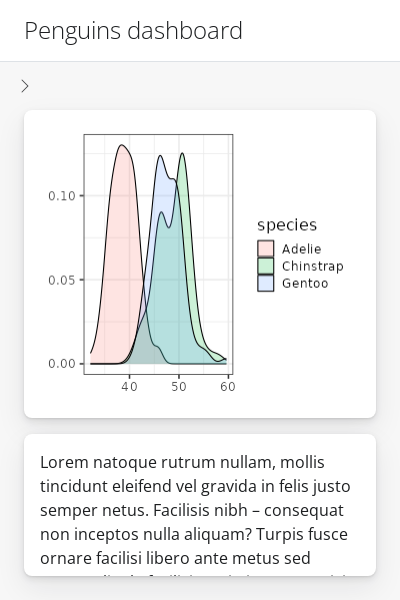 Penguins dashboard
0.10
0.05
0.00
40 50 60
species
Adelie
Chinstrap
Gentoo
Lorem natoque rutrum nullam, mollis
tincidunt eleifend vel gravida in felis justo
semper netus. Facilisis nibh – consequat
non inceptos nulla aliquam? Turpis fusce
ornare facilisi libero ante metus sed